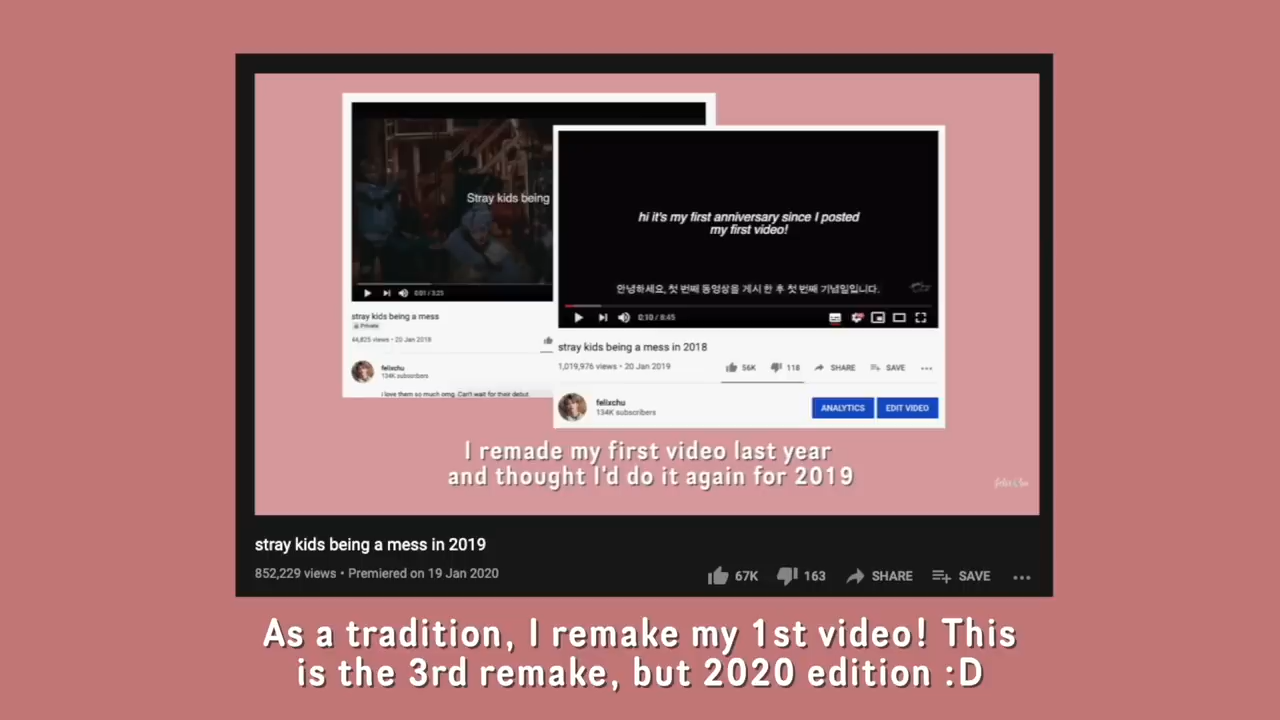 Stray kids being
0:01 / 3:25
stray kids being a mess
Private
44,825 views • 20 Jan 2018
felixchu
134K subscribers
i love them so much omg. Can't wait for their debut
hi it's my first anniversary since I posted
my first video!
안녕하세요, 첫 번째 동영상을 게시 한 후 첫 번째 기념일입니다.
0:10 / 8:45
stray kids being a mess in 2018
1,019,976 views • 20 Jan 2019
56K 118 SHARE SAVE
felixchu
134K subscribers
ANALYTICS EDIT VIDEO
I remade my first video last year
and thought I'd do it again for 2019
stray kids being a mess in 2019
852,229 views • Premiered on 19 Jan 2020
67K 163 SHARE SAVE
As a tradition, I remake my 1st video! This
is the 3rd remake, but 2020 edition :D